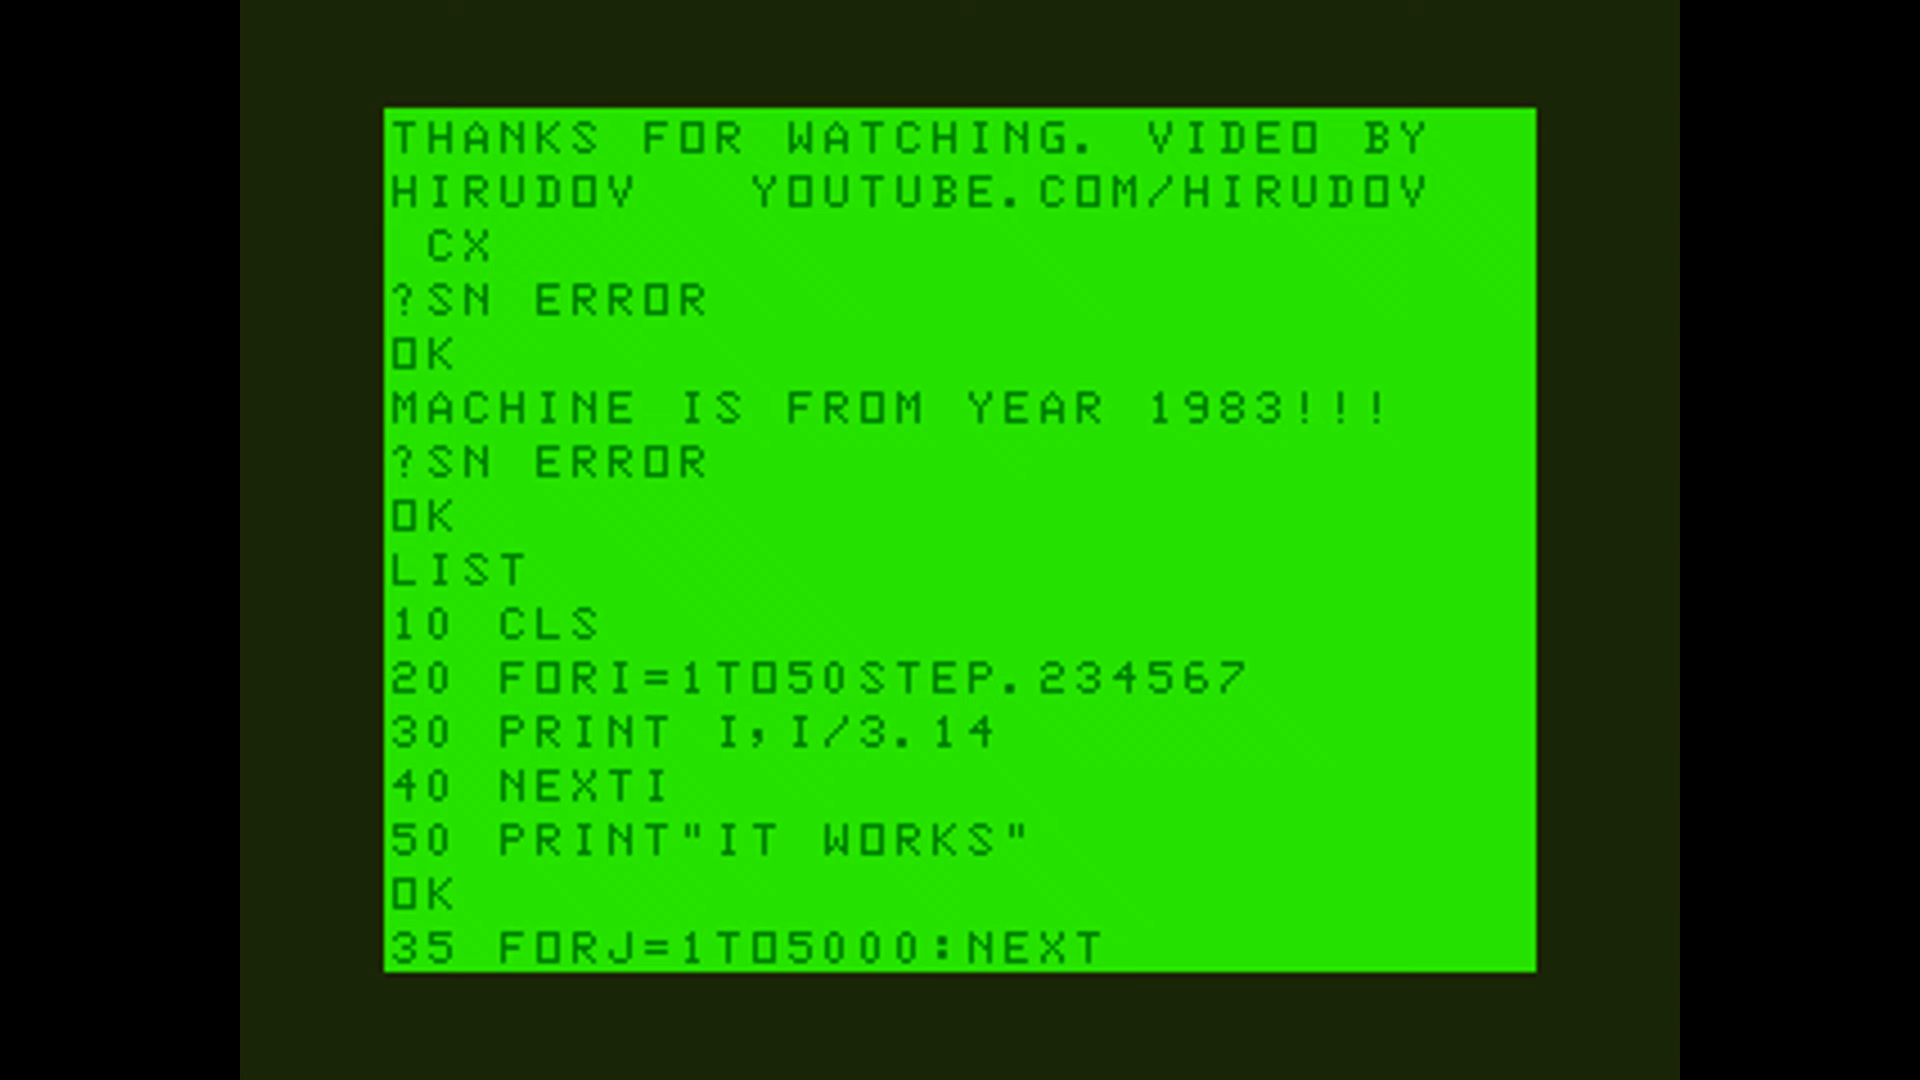 THANKS FOR WATCHING. VIDEO BY
HIRUDOV   YOUTUBE.COM/HIRUDOV
 CX
?SN ERROR
OK
MACHINE IS FROM YEAR 1983!!!
?SN ERROR
OK
LIST
10 CLS
20 FORI=1TO50STEP.234567
30 PRINT I,I/3.14
40 NEXTI
50 PRINT"IT WORKS"
OK
35 FORJ=1TO5000:NEXT